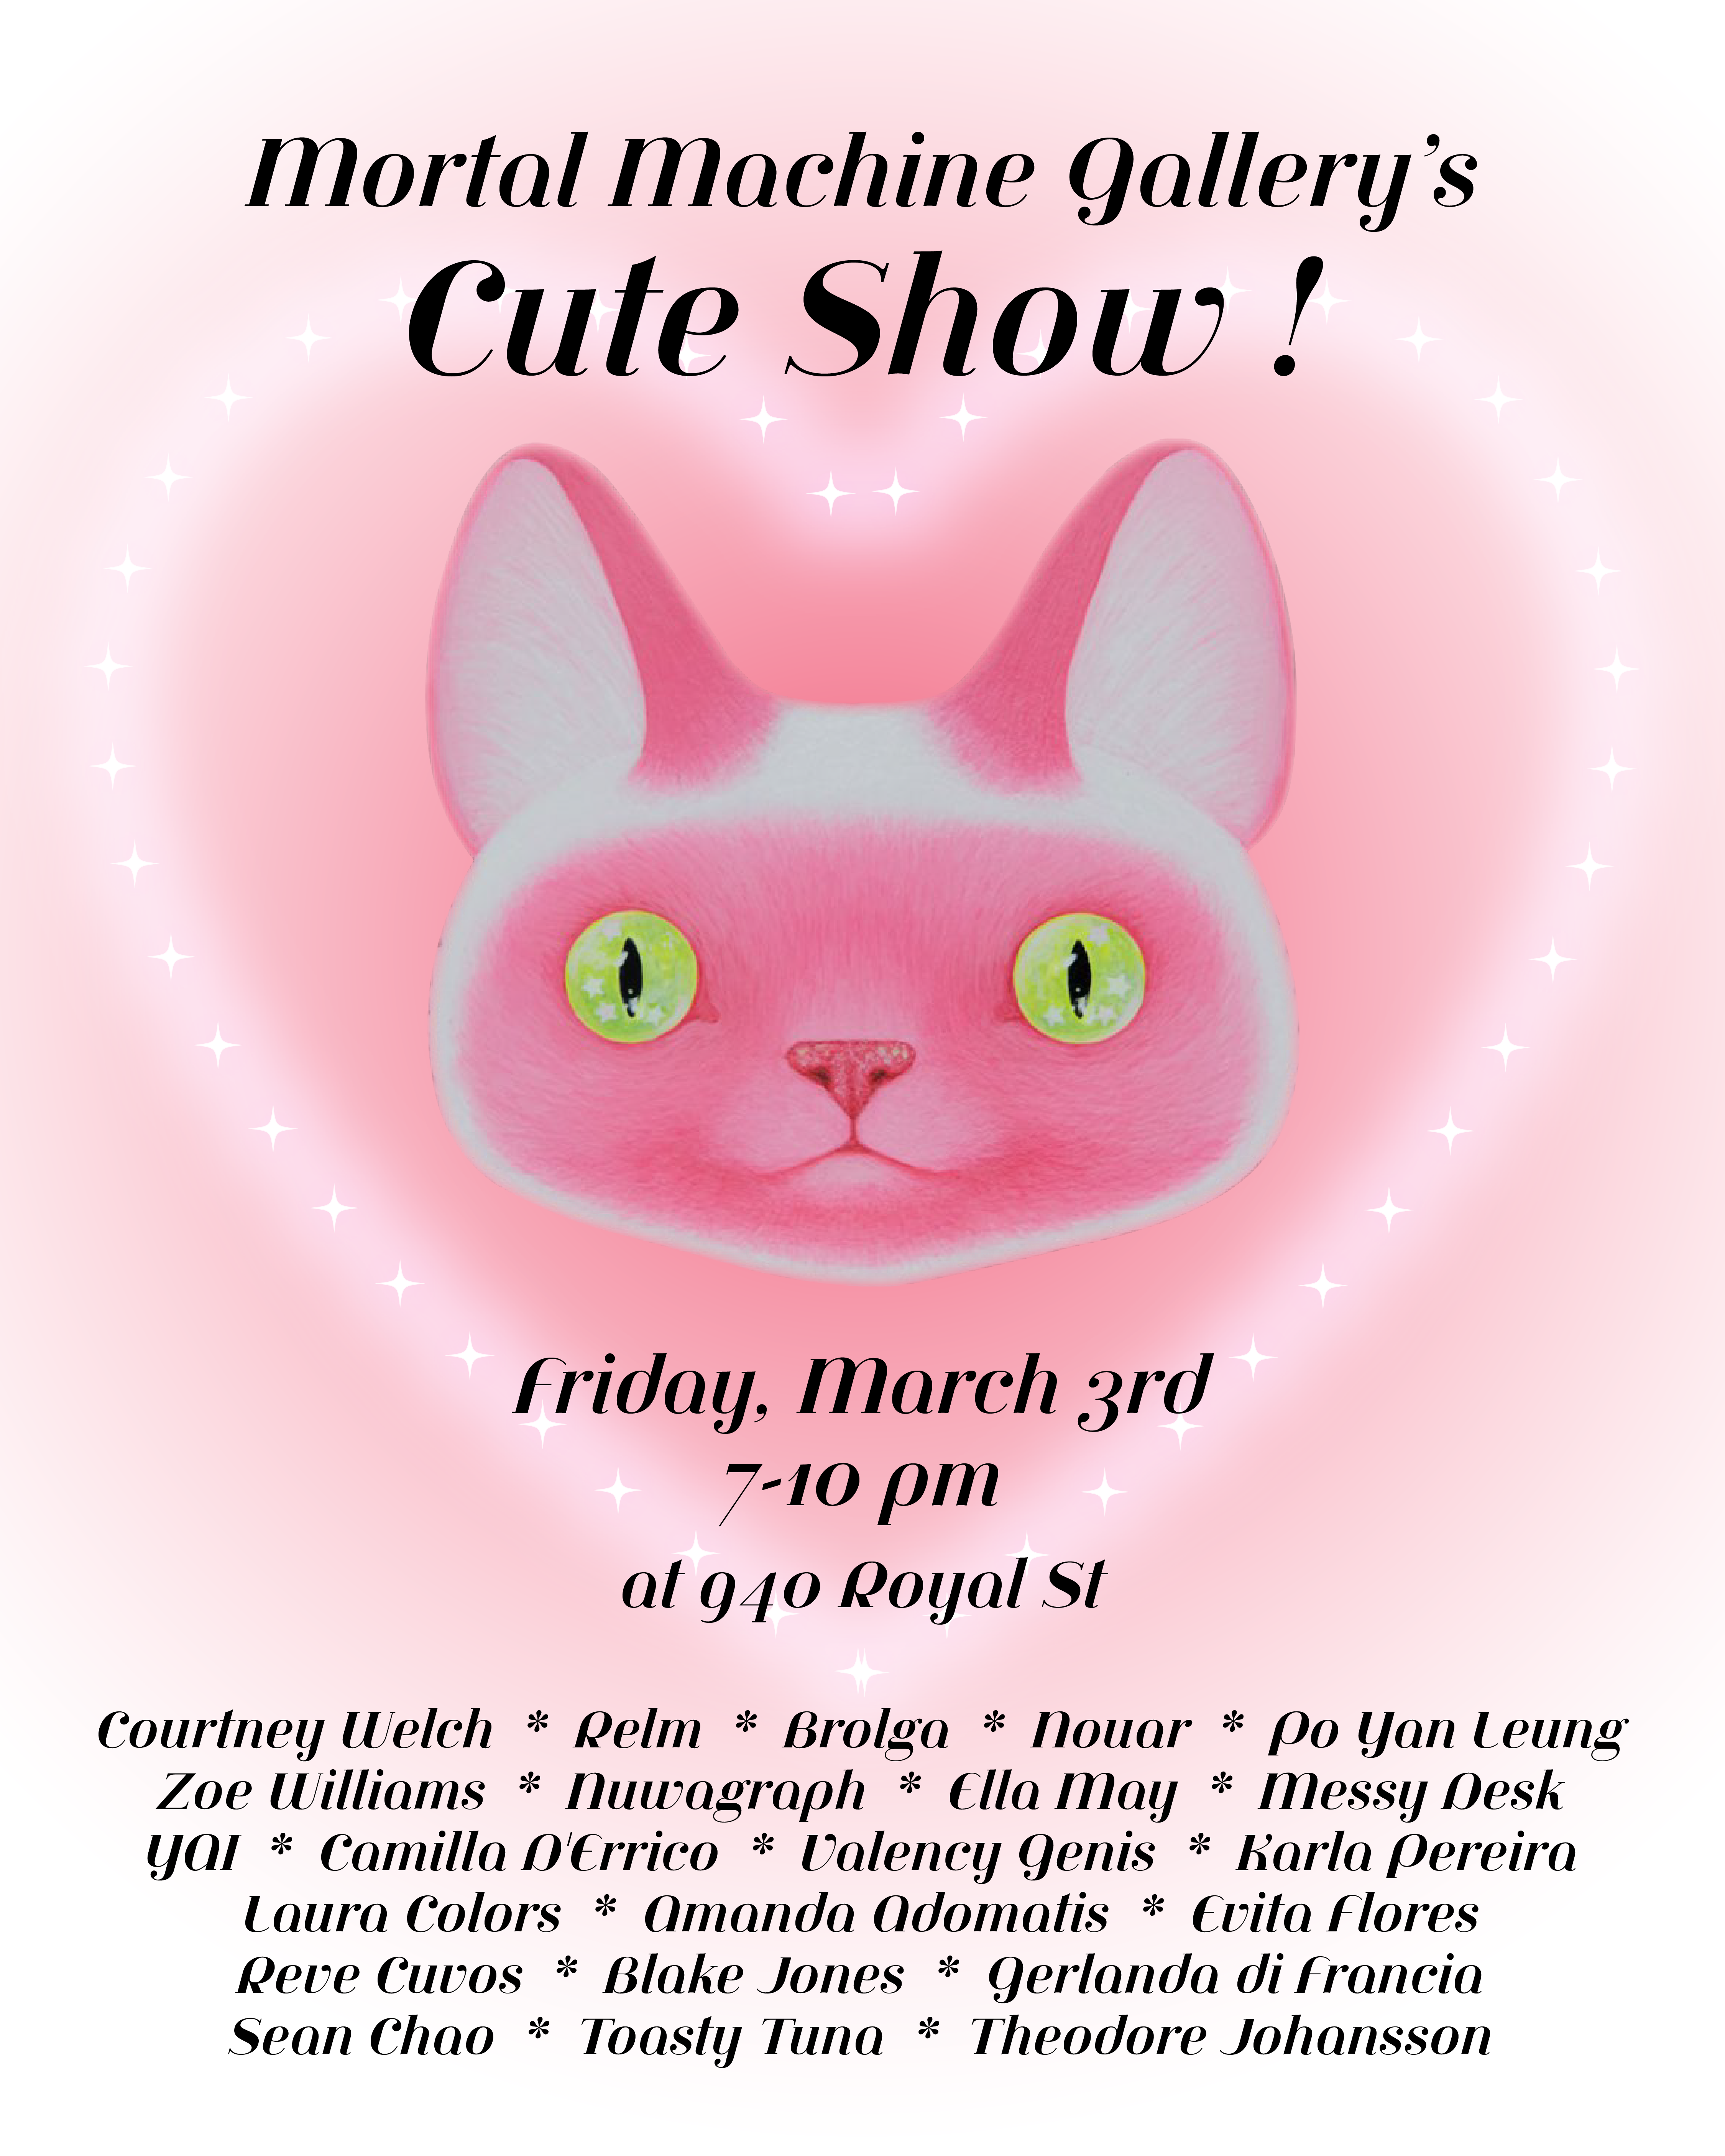 Mortal Machine Gallery's
Cute Show !
Friday, March 3rd
7-10 pm
at 940 Royal St
Courtney Welch * Relm * Brolga * Nouar * Po Yan Leung
Zoe Williams * Nuwagraph * Ella May * Messy Desk
YAI * Camilla D'Errico * Valency Genis * Karla Pereira
Laura Colors * Amanda Adomatis * Evita Flores
Reve Cuvos * Blake Jones * Gerlanda di Francia
Sean Chao * Toasty Tuna * Theodore Johansson